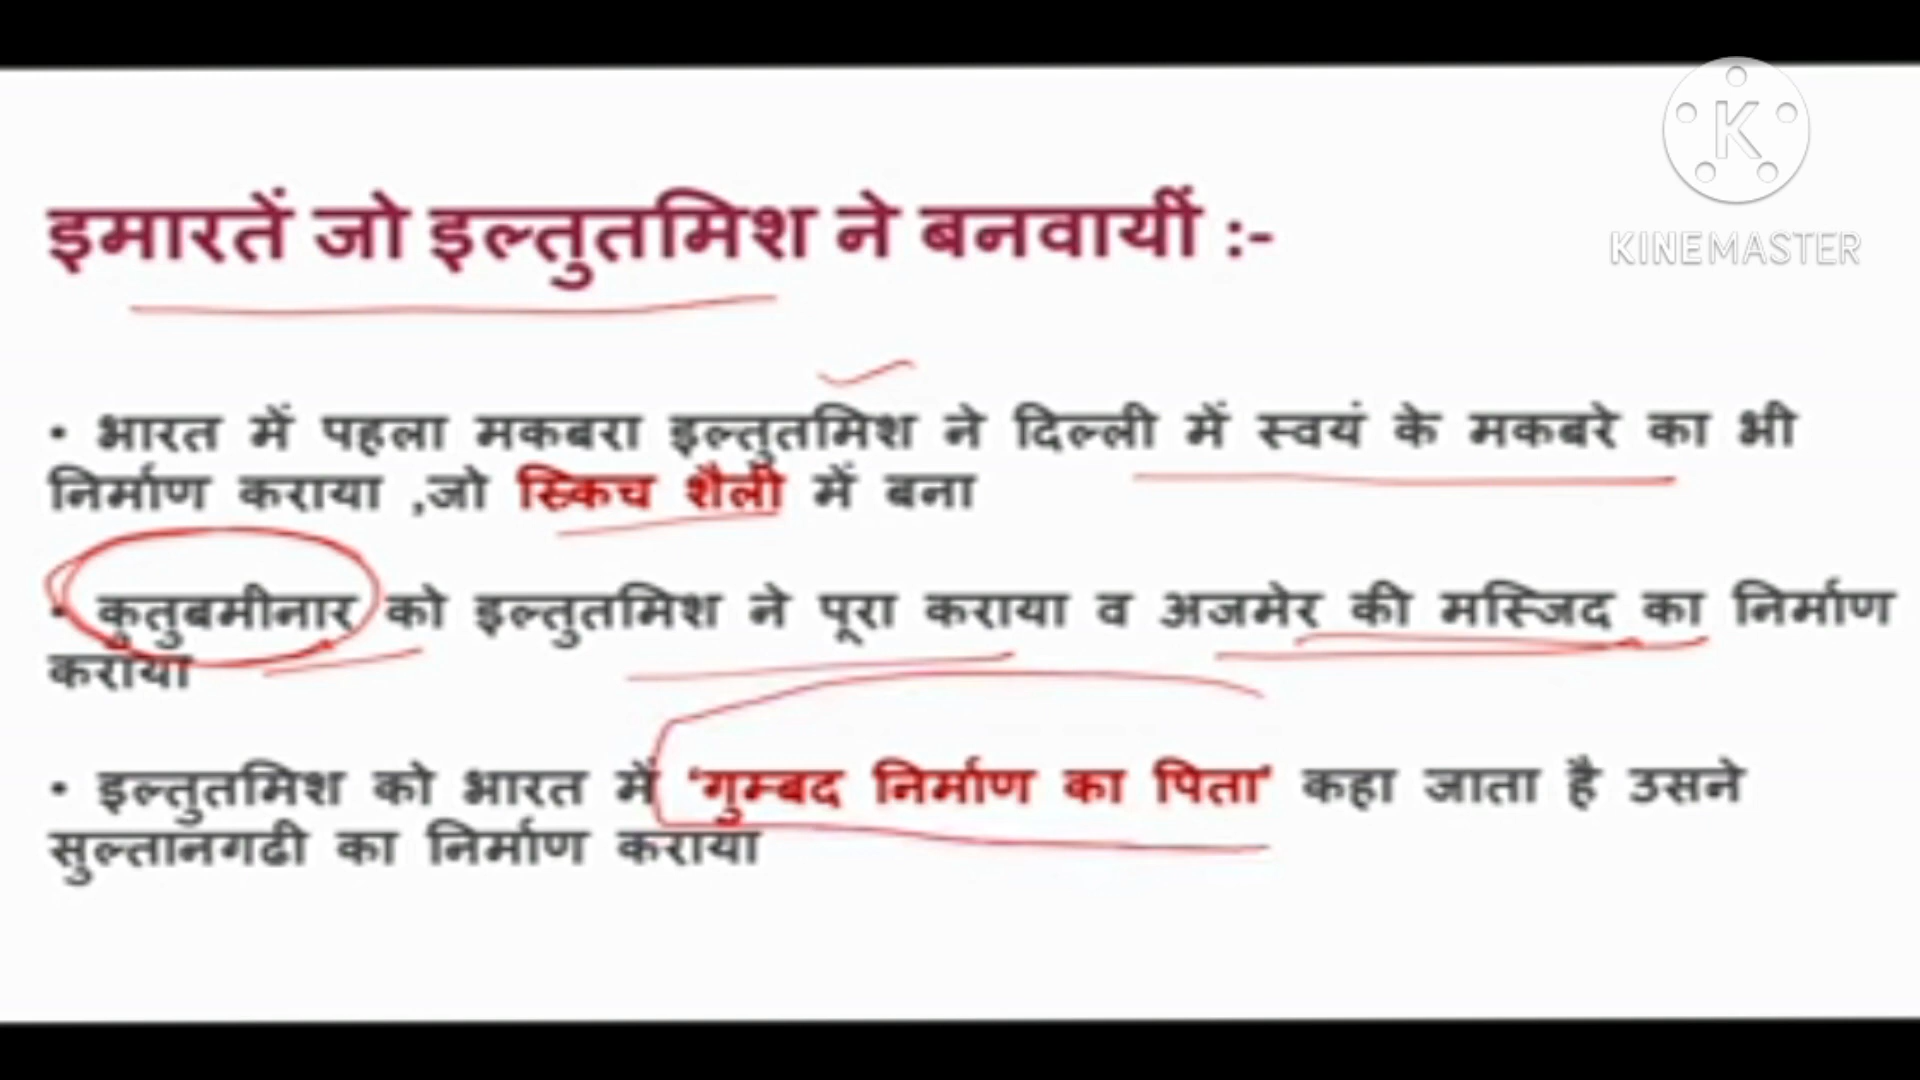 KINEMASTER
इमारतें जो इल्तुतमिश ने बनवायीं :-
• भारत में पहला मकबरा इल्तुतमिश ने दिल्ली में स्वयं के मकबरे का भी
निर्माण कराया ,जो स्किच शैली में बना
• कुतुबमीनार को इल्तुतमिश ने पूरा कराया व अजमेर की मस्जिद का निर्माण
कराया
• इल्तुतमिश को भारत में 'गुम्बद निर्माण का पिता' कहा जाता है उसने
सुल्तानगढी का निर्माण कराया